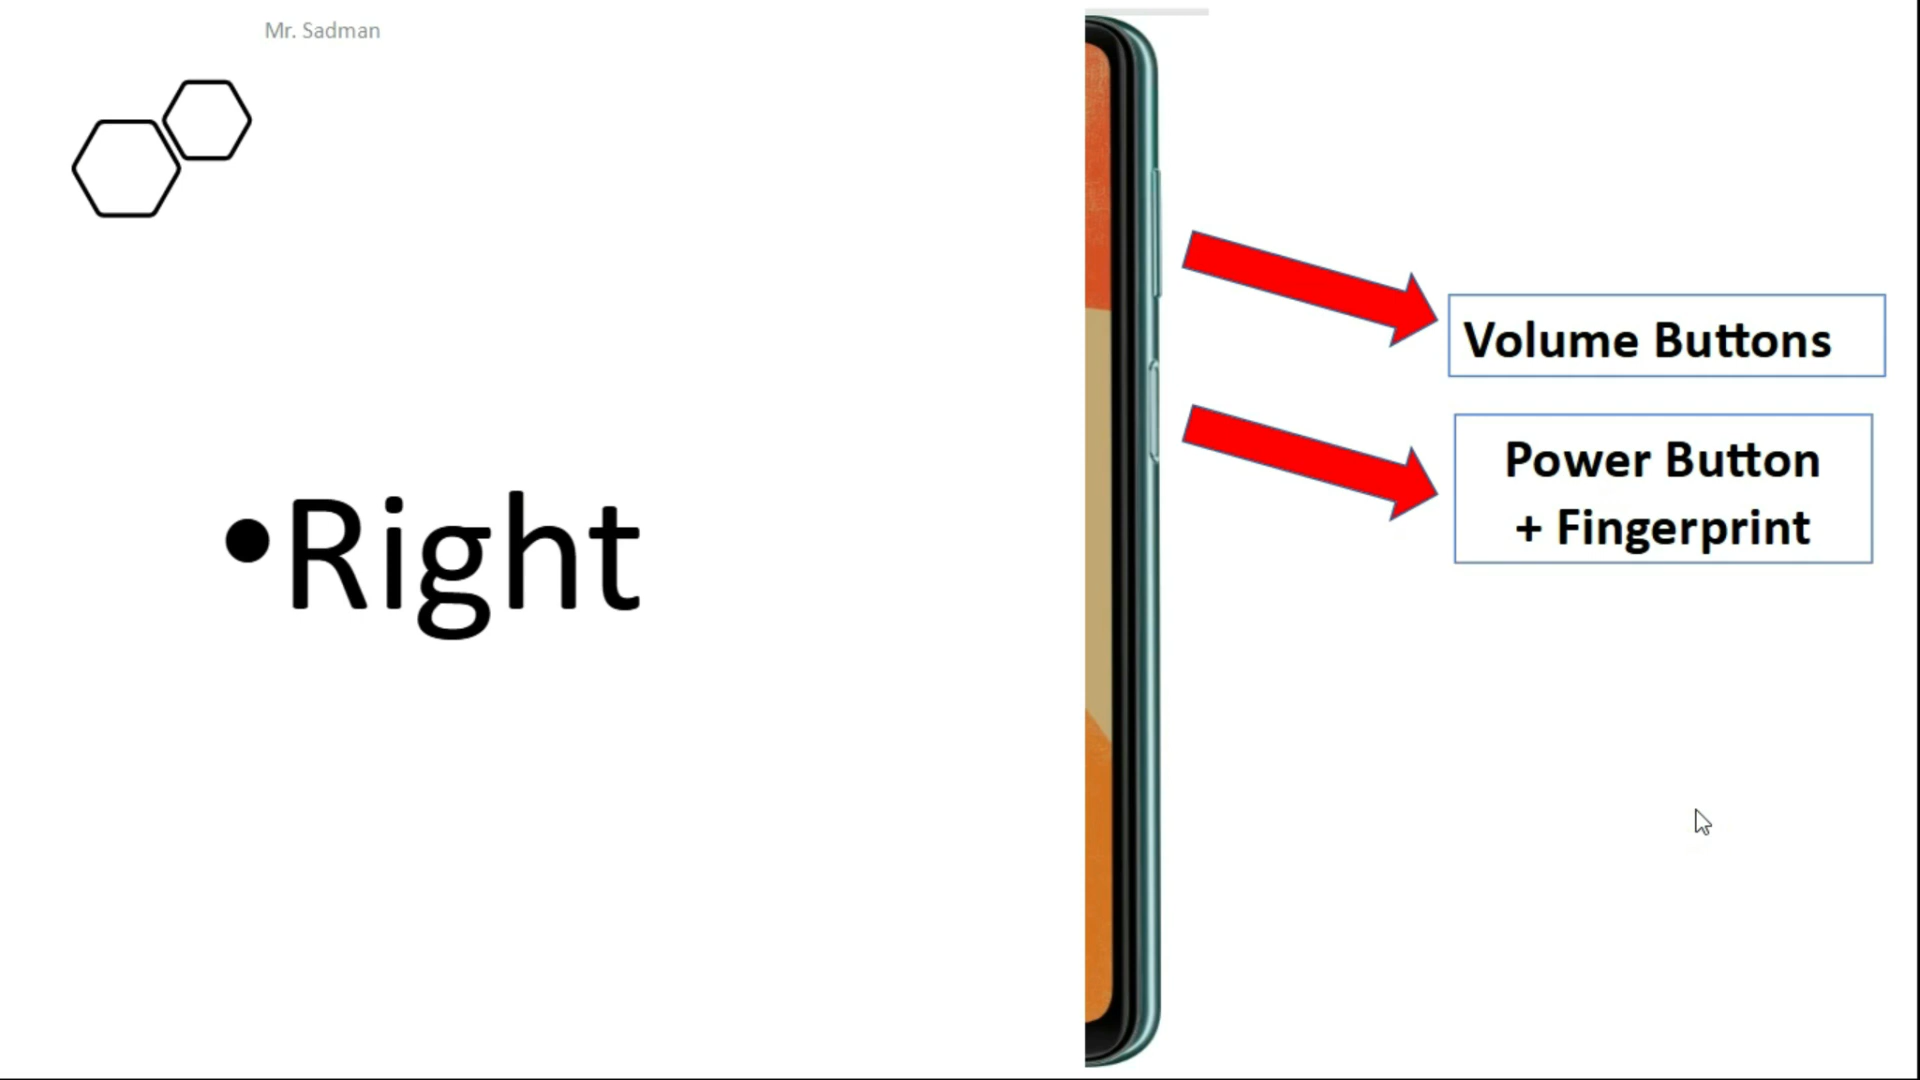 Mr. Sadman
•Right
Volume Buttons
Power Button
+ Fingerprint